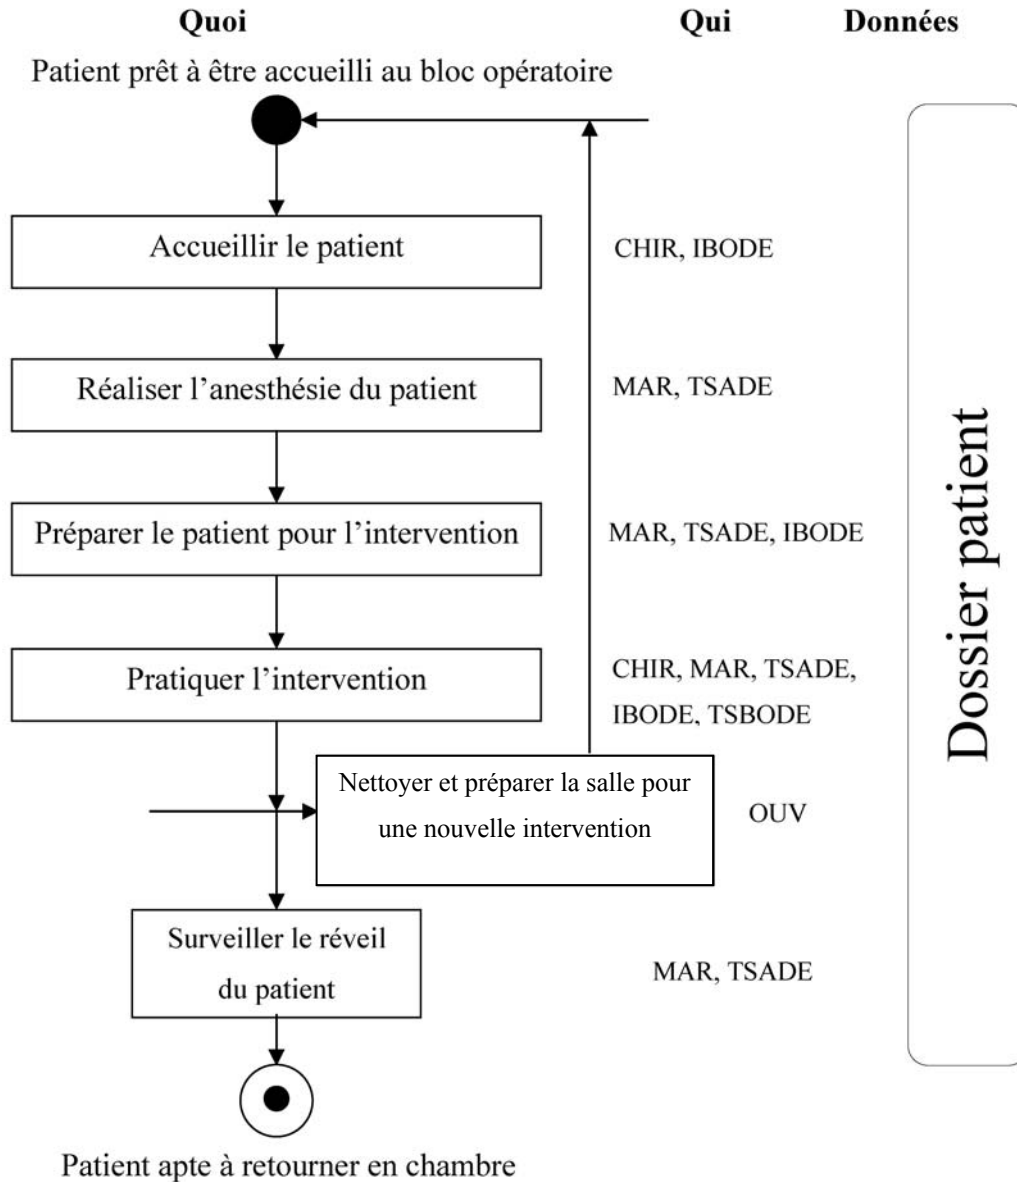 Quoi Qui Données
Patient prêt à être accueilli au bloc opératoire
Accueillir le patient
CHIR, IBODE
Réaliser l’anesthésie du patient
MAR, TSADE
Préparer le patient pour l’intervention
MAR, TSADE, IBODE
Pratiquer l’intervention
CHIR, MAR, TSADE,
IBODE, TSBODE
Nettoyer et préparer la salle pour
une nouvelle intervention
OUV
Surveiller le réveil
du patient
MAR, TSADE
Patient apte à retourner en chambre
Dossier patient